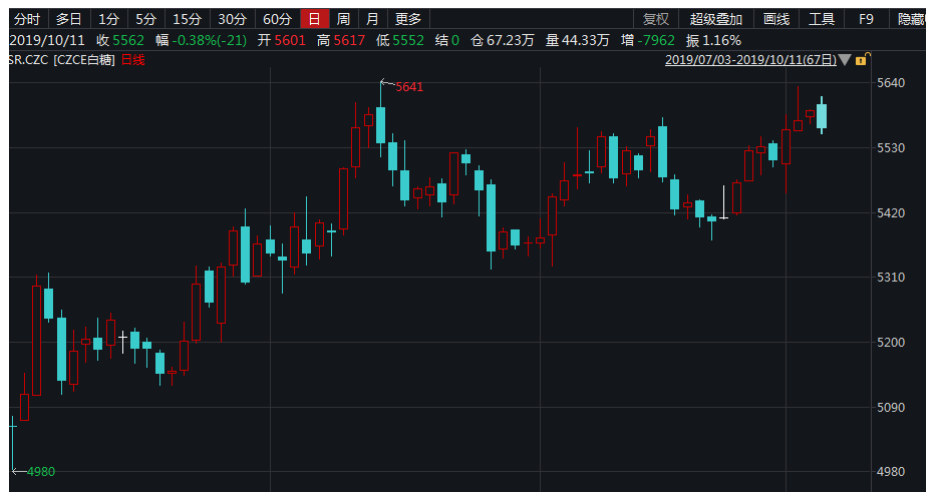 分时 多日 1分 5分 15分 30分 60分 日 周 月 更多 复权 超级叠加 画线 工具 F9 隐藏
2019/10/11 收 5562 幅 -0.38%(-21) 开 5601 高 5617 低 5552 结 0 仓 67.23万 量 44.33万 增 -7962 振 1.16%
SR.CZC [CZCE白糖] 日线 2019/07/03-2019/10/11(67日)
5640
5641
5530
5420
5310
5200
5090
4980 4980